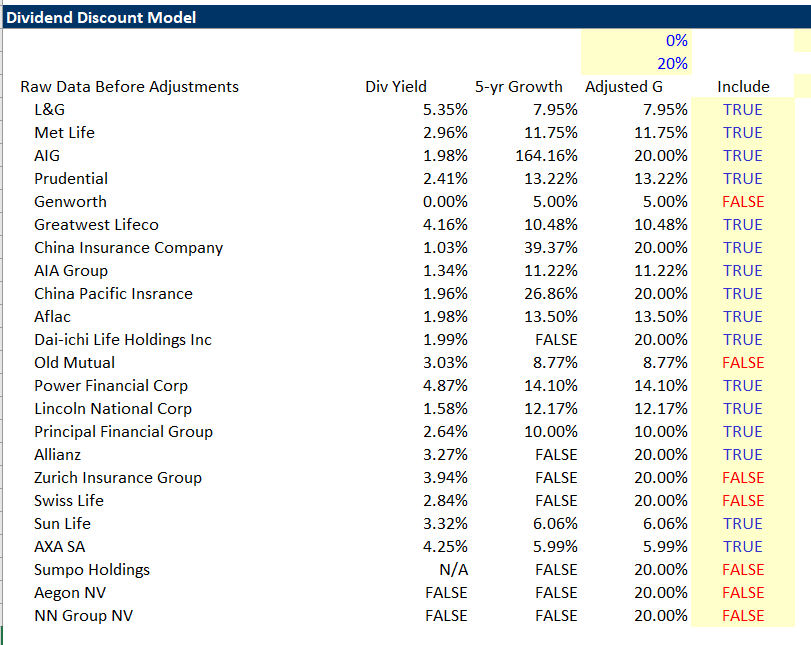 Dividend Discount Model
0%
20%
Raw Data Before Adjustments Div Yield 5-yr Growth Adjusted G Include
L&G 5.35% 7.95% 7.95% TRUE
Met Life 2.96% 11.75% 11.75% TRUE
AIG 1.98% 164.16% 20.00% TRUE
Prudential 2.41% 13.22% 13.22% TRUE
Genworth 0.00% 5.00% 5.00% FALSE
Greatwest Lifeco 4.16% 10.48% 10.48% TRUE
China Insurance Company 1.03% 39.37% 20.00% TRUE
AIA Group 1.34% 11.22% 11.22% TRUE
China Pacific Insrance 1.96% 26.86% 20.00% TRUE
Aflac 1.98% 13.50% 13.50% TRUE
Dai-ichi Life Holdings Inc 1.99% FALSE 20.00% TRUE
Old Mutual 3.03% 8.77% 8.77% FALSE
Power Financial Corp 4.87% 14.10% 14.10% TRUE
Lincoln National Corp 1.58% 12.17% 12.17% TRUE
Principal Financial Group 2.64% 10.00% 10.00% TRUE
Allianz 3.27% FALSE 20.00% TRUE
Zurich Insurance Group 3.94% FALSE 20.00% FALSE
Swiss Life 2.84% FALSE 20.00% FALSE
Sun Life 3.32% 6.06% 6.06% TRUE
AXA SA 4.25% 5.99% 5.99% TRUE
Sumpo Holdings N/A FALSE 20.00% FALSE
Aegon NV FALSE FALSE 20.00% FALSE
NN Group NV FALSE FALSE 20.00% FALSE